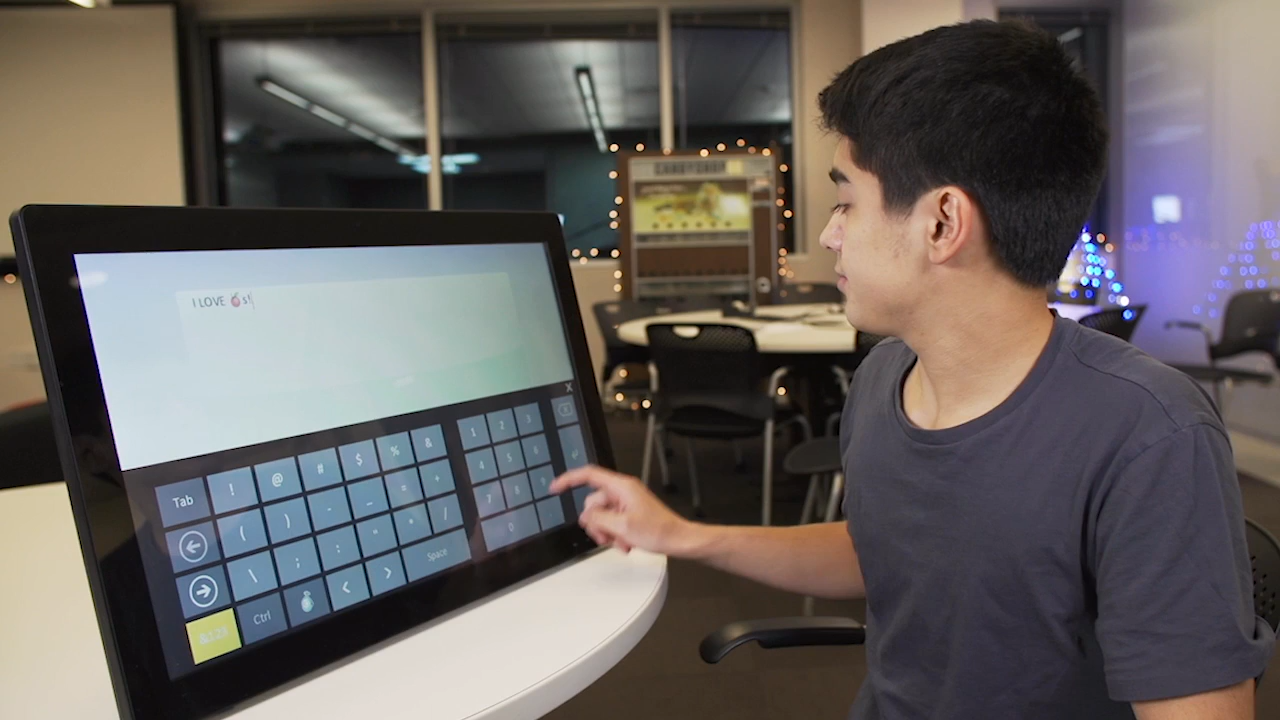 I LOVE 🍎s!
1 2 3
! @ # $ % &
Tab
4 5 6
( ) - _ = +
7 8 9
\ ; : " * /
0
< > Space
&123 Ctrl